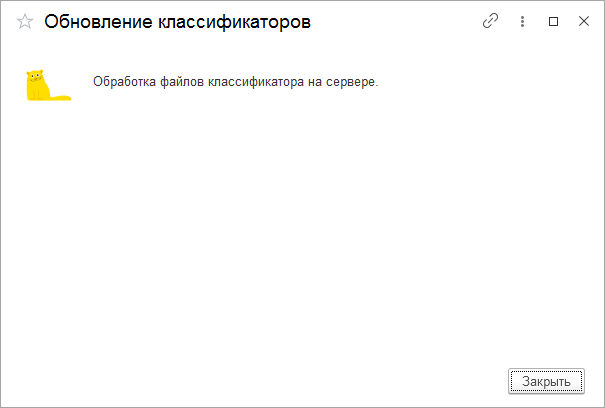 Обновление классификаторов
Обработка файлов классификатора на сервере.
Закрыть